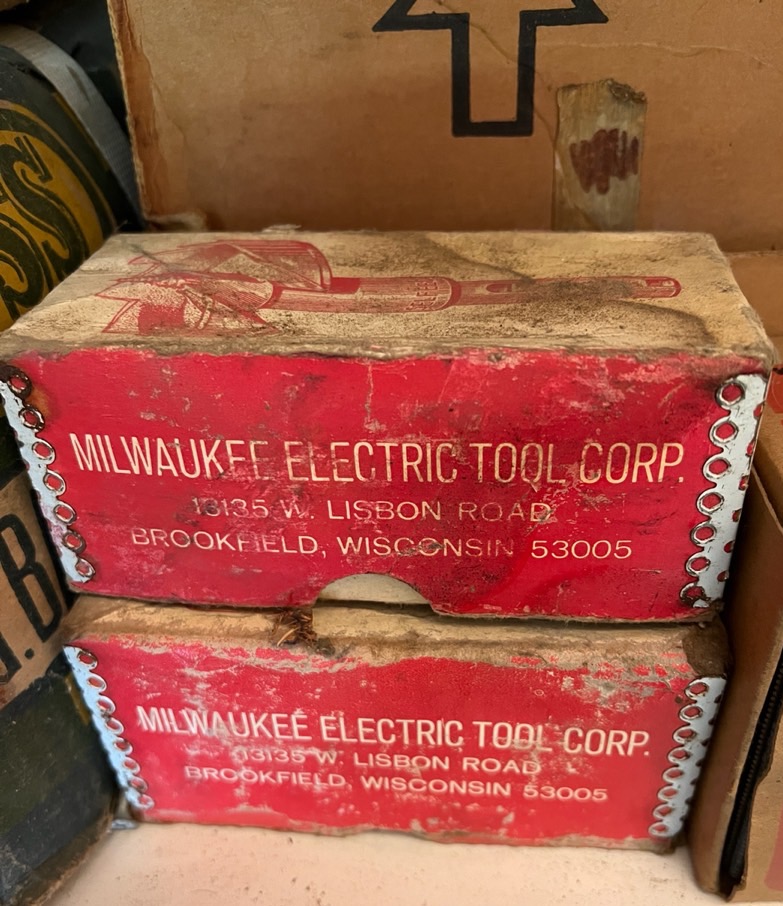 MILWAUKEE ELECTRIC TOOL CORP.
13135 W. LISBON ROAD
BROOKFIELD, WISCONSIN 53005
MILWAUKEE ELECTRIC TOOL CORP.
13135 W. LISBON ROAD
BROOKFIELD, WISCONSIN 53005